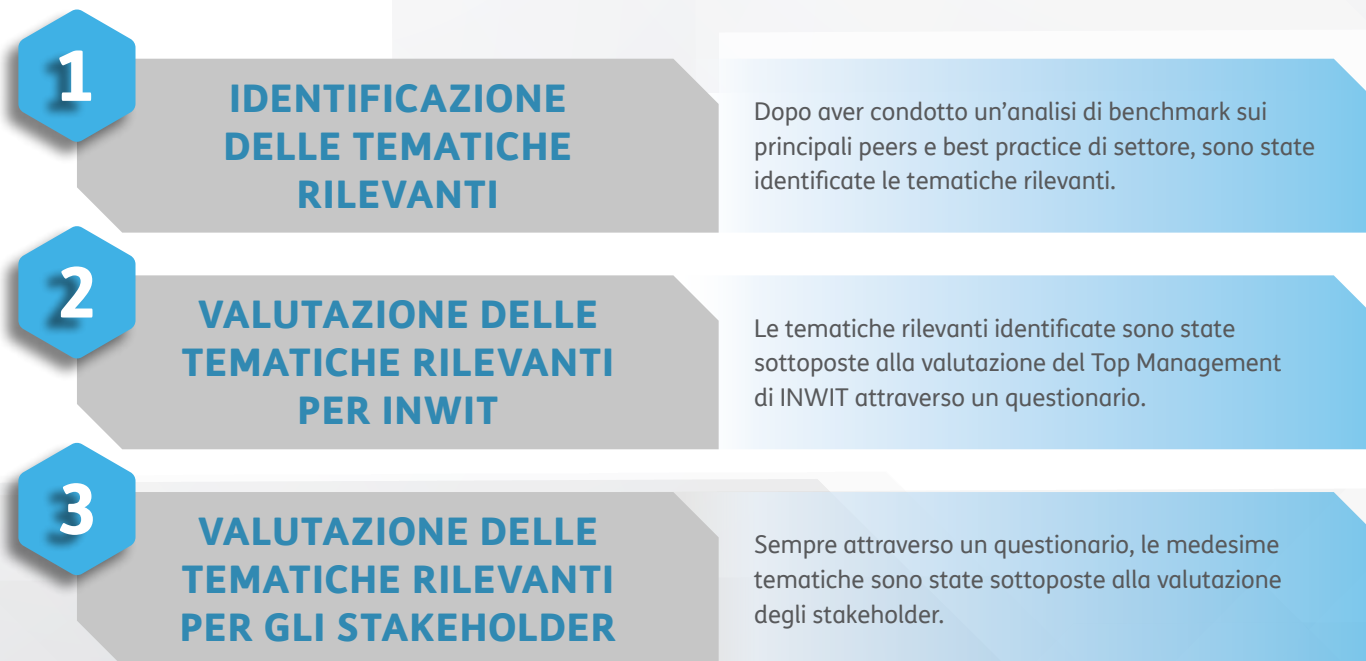 1
IDENTIFICAZIONE
DELLE TEMATICHE
RILEVANTI
Dopo aver condotto un’analisi di benchmark sui
principali peers e best practice di settore, sono state
identificate le tematiche rilevanti.
2
VALUTAZIONE DELLE
TEMATICHE RILEVANTI
PER INWIT
Le tematiche rilevanti identificate sono state
sottoposte alla valutazione del Top Management
di INWIT attraverso un questionario.
3
VALUTAZIONE DELLE
TEMATICHE RILEVANTI
PER GLI STAKEHOLDER
Sempre attraverso un questionario, le medesime
tematiche sono state sottoposte alla valutazione
degli stakeholder.